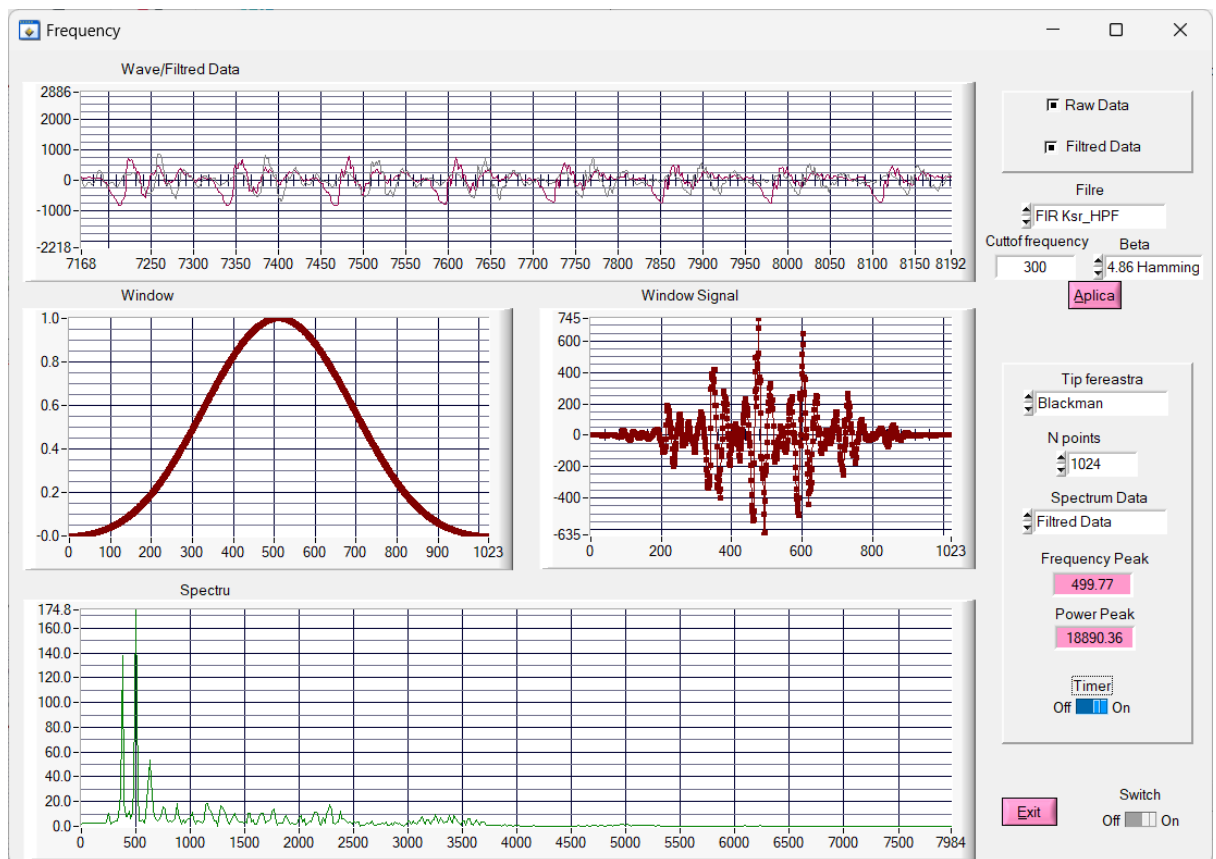 Frequency
Wave/Filtred Data
2886
2000
1000
0
-1000
-2218
7168 7250 7300 7350 7400 7450 7500 7550 7600 7650 7700 7750 7800 7850 7900 7950 8000 8050 8100 8150 8192
Raw Data
Filtred Data
Filre
FIR Ksr_HPF
Cuttof frequency Beta
300 4.86 Hamming
Aplica
Window
1.0
0.8
0.6
0.4
0.2
-0.0
0 100 200 300 400 500 600 700 800 900 1023
Window Signal
745
600
400
200
0
-200
-400
-635
0 200 400 600 800 1023
Tip fereastra
Blackman
N points
1024
Spectrum Data
Filtred Data
Frequency Peak
499.77
Power Peak
18890.36
Timer
Off On
Spectru
174.8
160.0
140.0
120.0
100.0
80.0
60.0
40.0
20.0
0.0
0 500 1000 1500 2000 2500 3000 3500 4000 4500 5000 5500 6000 6500 7000 7500 7984
Switch
Exit Off On